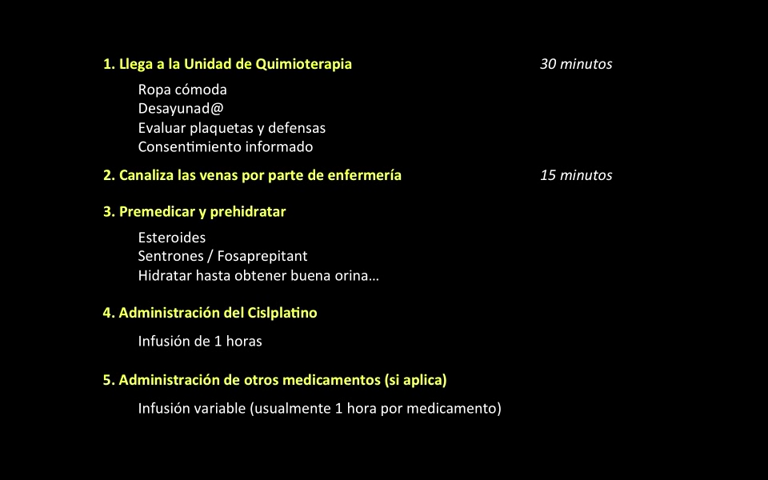 1. Llega a la Unidad de Quimioterapia 30 minutos
Ropa cómoda
Desayunad@
Evaluar plaquetas y defensas
Consentimiento informado
2. Canaliza las venas por parte de enfermería 15 minutos
3. Premedicar y prehidratar
Esteroides
Sentrones / Fosaprepitant
Hidratar hasta obtener buena orina...
4. Administración del Cislplatino
Infusión de 1 horas
5. Administración de otros medicamentos (si aplica)
Infusión variable (usualmente 1 hora por medicamento)